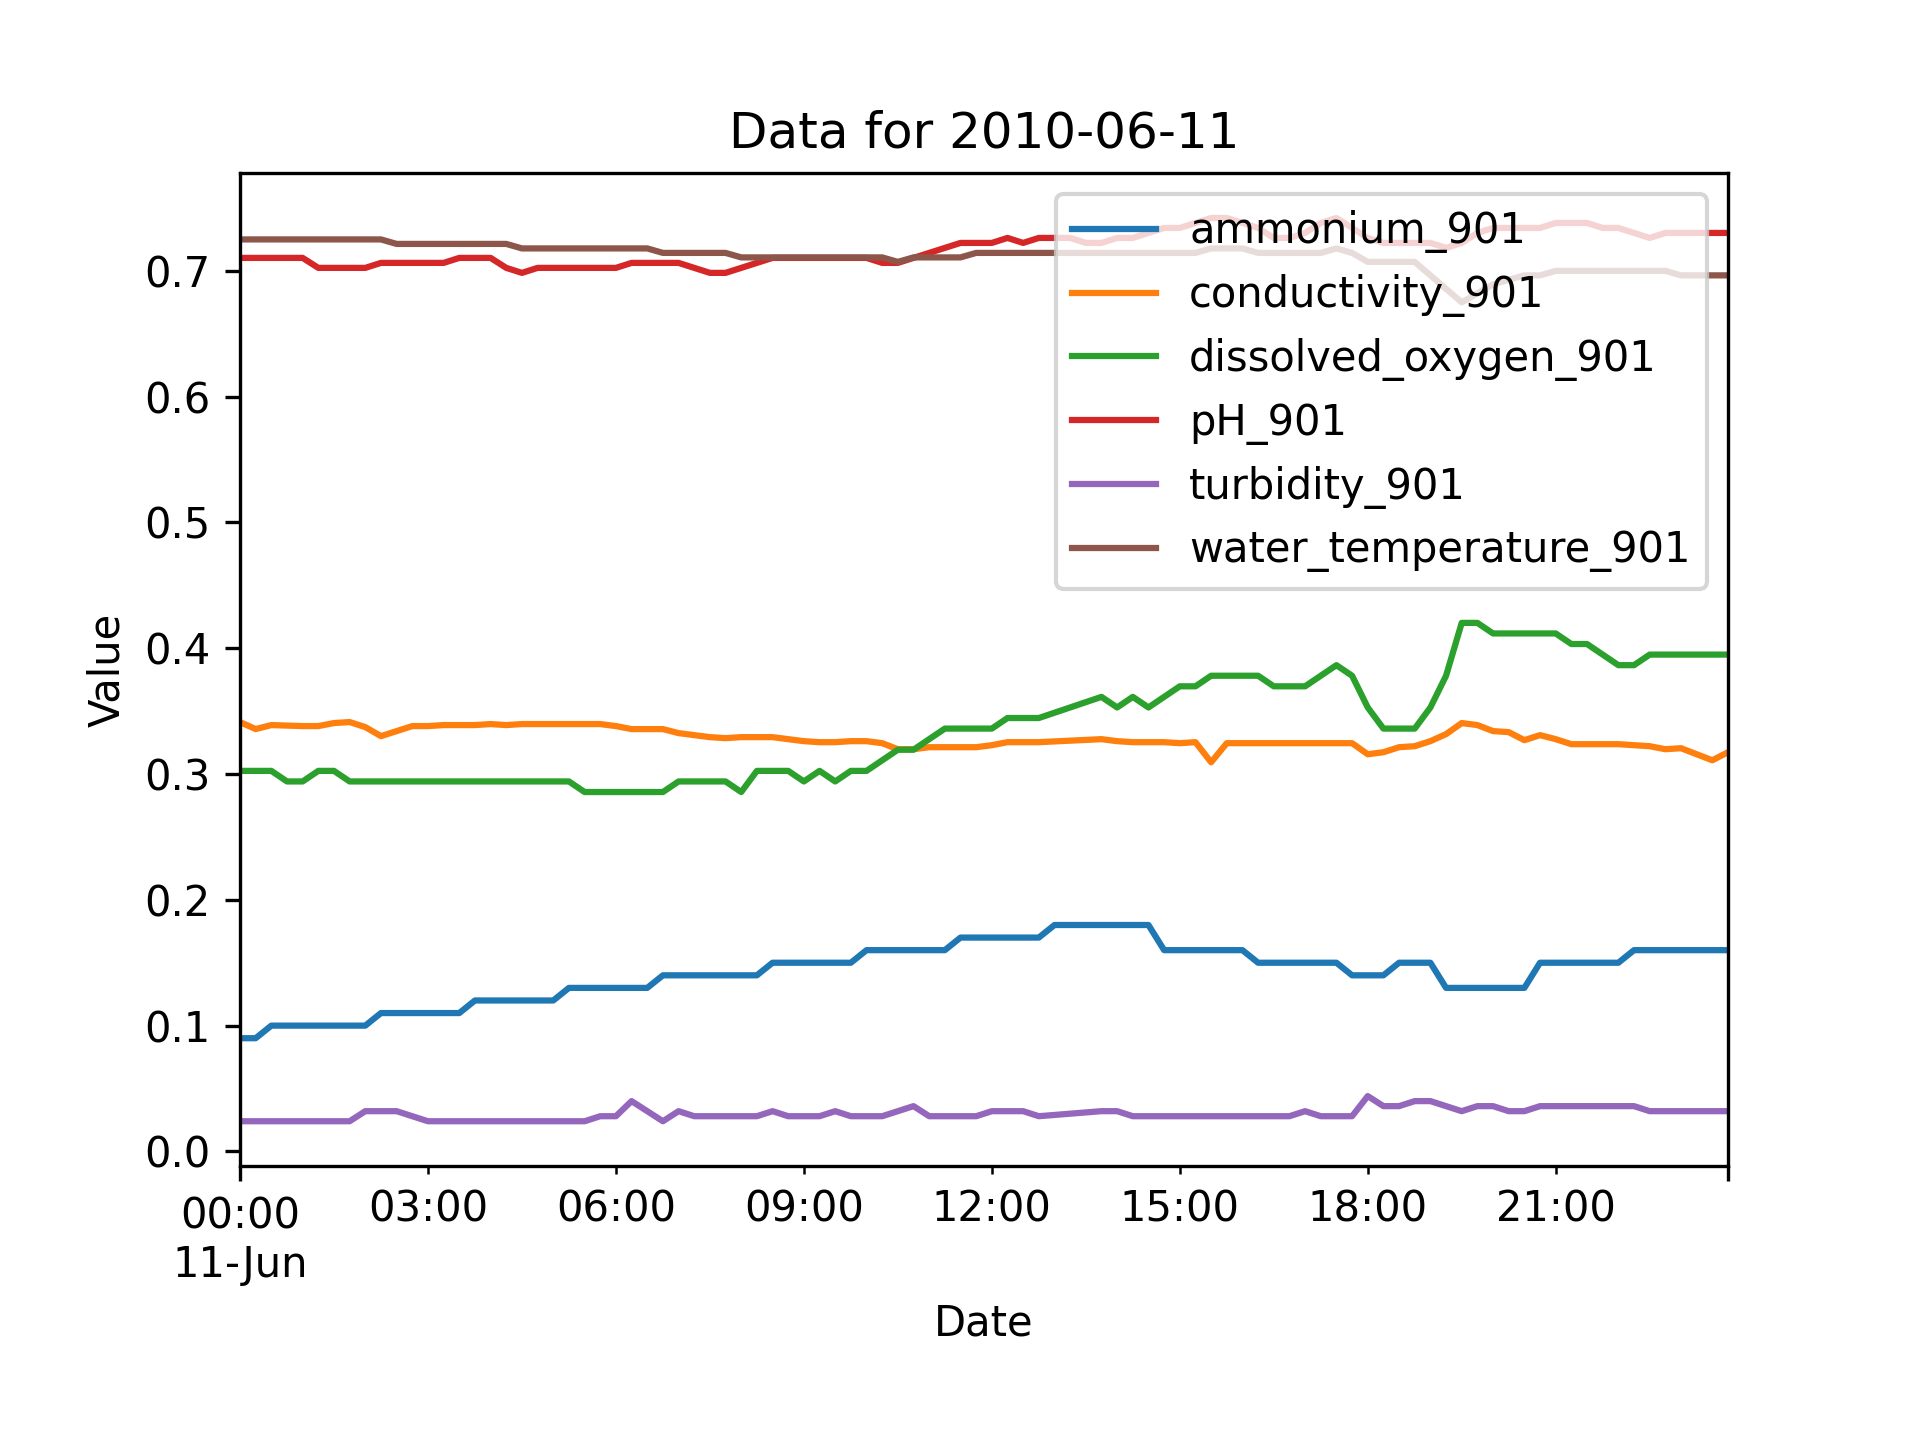 Data for 2010-06-11
ammonium_901
conductivity_901
dissolved_oxygen_901
pH_901
turbidity_901
water_temperature_901
Value
0.7
0.6
0.5
0.4
0.3
0.2
0.1
0.0
00:00 03:00 06:00 09:00 12:00 15:00 18:00 21:00
11-Jun
Date